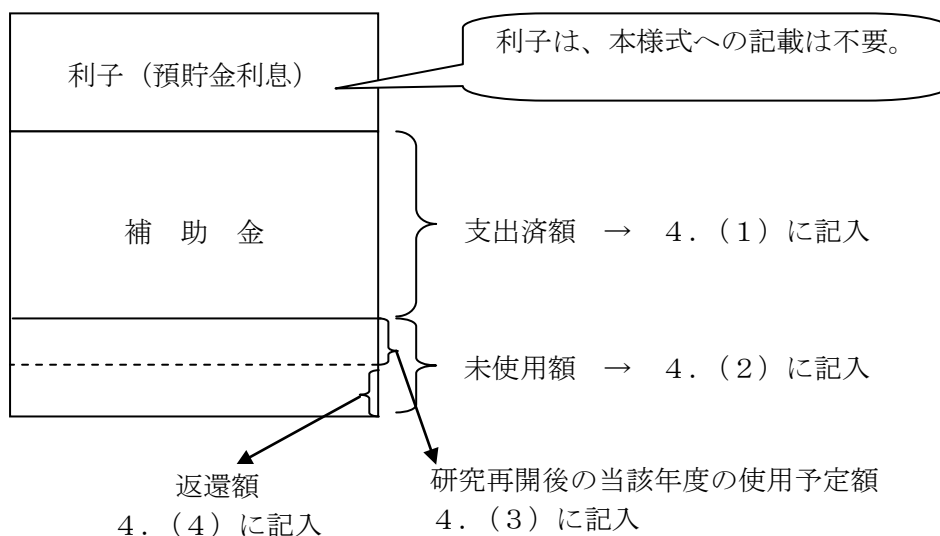 利子は、本様式への記載は不要。
利子（預貯金利息）
補　助　金
支出済額　→　４．（１）に記入
未使用額　→　４．（２）に記入
返還額
４．（４）に記入
研究再開後の当該年度の使用予定額
４．（３）に記入